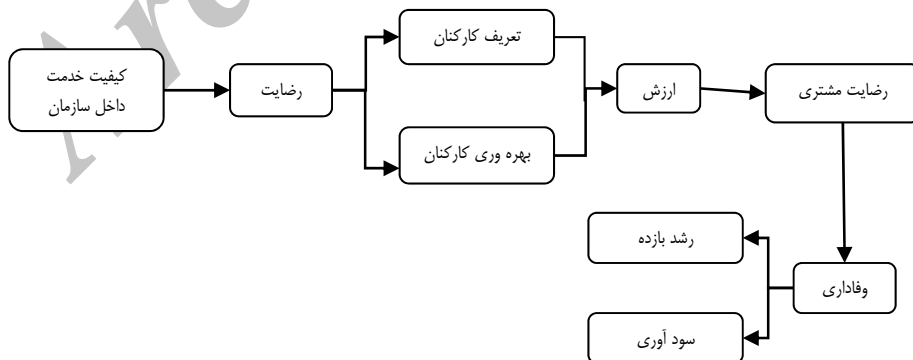 کیفیت خدمت
داخل سازمان
رضایت
تعریف کارکنان
بهره وری کارکنان
ارزش
رضایت مشتری
وفاداری
رشد بازده
سود آوری